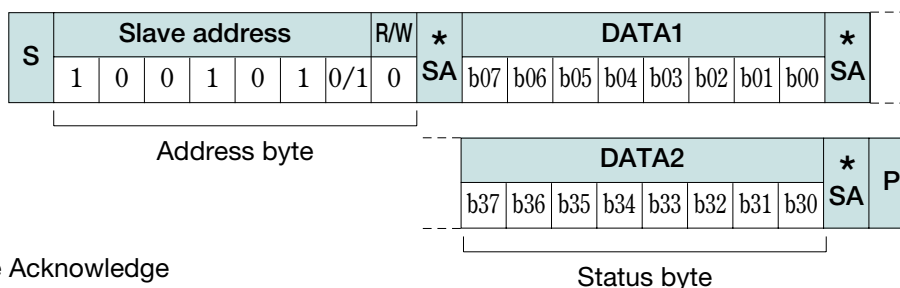 S Slave address R/W * SA DATA1 * SA
1 0 0 1 0 1 0/1 0 b07 b06 b05 b04 b03 b02 b01 b00
Address byte
DATA2 * SA P
b37 b36 b35 b34 b33 b32 b31 b30
Acknowledge
Status byte